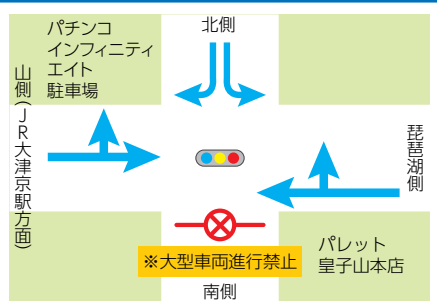 パチンコ
インフィニティ
エイト
駐車場
北側
山側(JR大津京駅方面)
琵琶湖側
※大型車両進行禁止
パレット
皇子山本店
南側